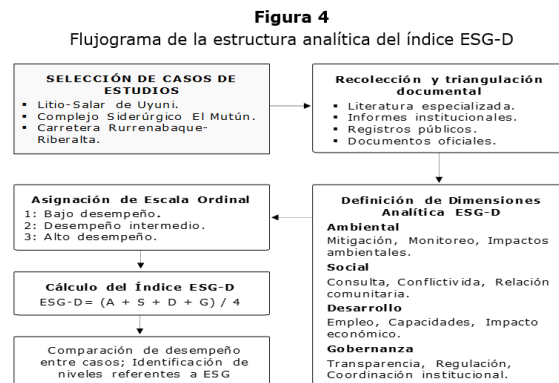 Figura 4
Flujograma de la estructura analítica del índice ESG-D
SELECCIÓN DE CASOS DE
ESTUDIOS
▪ Litio-Salar de Uyuni.
▪ Complejo Siderúrgico El Mutún.
▪ Carretera Rurrenabaque-
Riberalta.
Recolección y triangulación
documental
▪ Literatura especializada.
▪ Informes institucionales.
▪ Registros públicos.
▪ Documentos oficiales.
Definición de Dimensiones
Analítica ESG-D
Ambiental
Mitigación, Monitoreo, Impactos
ambientales.
Social
Consulta, Conflictivida, Relación
comunitaria.
Desarrollo
Empleo, Capacidades, Impacto
económico.
Gobernanza
Transparencia, Regulación,
Coordinación institucional.
Asignación de Escala Ordinal
1: Bajo desempeño.
2: Desempeño intermedio.
3: Alto desempeño.
Cálculo del Índice ESG-D
ESG-D= (A + S + D + G) / 4
Comparación de desempeño
entre casos; Identificación de
niveles referentes a ESG